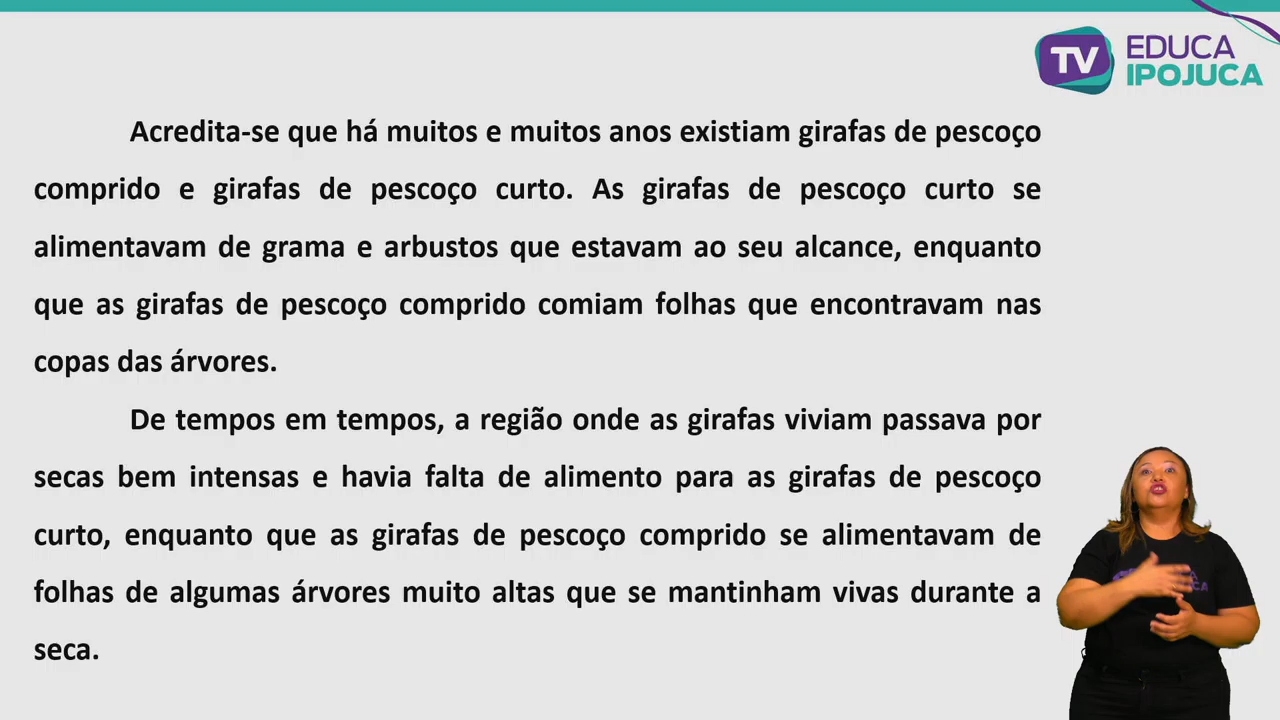 TV EDUCA
IPOJUCA
Acredita-se que há muitos e muitos anos existiam girafas de pescoço
comprido e girafas de pescoço curto. As girafas de pescoço curto se
alimentavam de grama e arbustos que estavam ao seu alcance, enquanto
que as girafas de pescoço comprido comiam folhas que encontravam nas
copas das árvores.
De tempos em tempos, a região onde as girafas viviam passava por
secas bem intensas e havia falta de alimento para as girafas de pescoço
curto, enquanto que as girafas de pescoço comprido se alimentavam de
folhas de algumas árvores muito altas que se mantinham vivas durante a
seca.